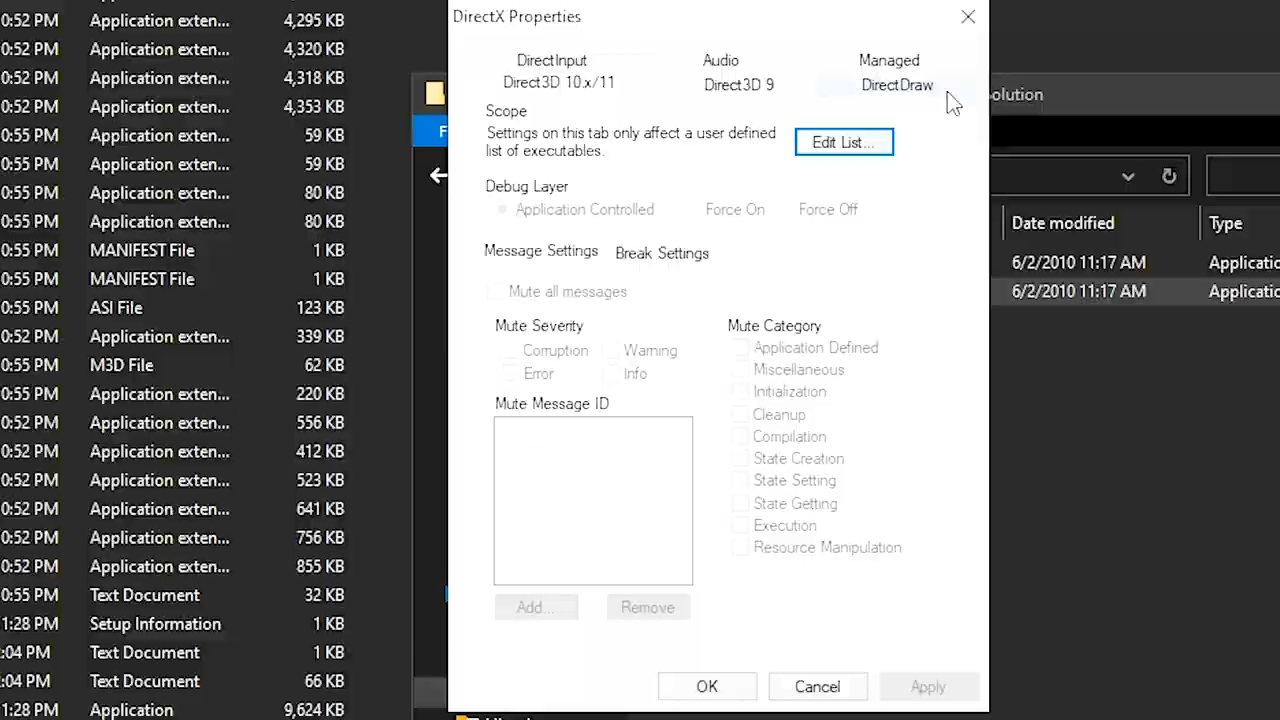 0:52 PM Application exten... 4,295 KB
0:52 PM Application exten... 4,320 KB
0:52 PM Application exten... 4,318 KB
0:52 PM Application exten... 4,353 KB
0:55 PM Application exten... 59 KB
0:55 PM Application exten... 59 KB
0:55 PM Application exten... 80 KB
0:55 PM Application exten... 80 KB
0:55 PM MANIFEST File 1 KB
0:55 PM MANIFEST File 1 KB
0:55 PM ASI File 123 KB
0:52 PM Application exten... 339 KB
0:55 PM M3D File 62 KB
0:55 PM Application exten... 220 KB
0:52 PM Application exten... 556 KB
0:52 PM Application exten... 412 KB
0:52 PM Application exten... 523 KB
0:52 PM Application exten... 641 KB
0:52 PM Application exten... 756 KB
0:52 PM Application exten... 855 KB
0:55 PM Text Document 32 KB
1:28 PM Setup Information 1 KB
:04 PM Text Document 1 KB
2:04 PM Text Document 66 KB
1:28 PM Application 9,624 KB
DirectX Properties
DirectInput Audio Managed
Direct3D 10.x/11 Direct3D 9 DirectDraw
Scope
Settings on this tab only affect a user defined
list of executables.
Edit List...
Debug Layer
Application Controlled Force On Force Off
Message Settings Break Settings
Mute all messages
Mute Severity
Corruption Warning
Error Info
Mute Message ID
Add... Remove
Mute Category
Application Defined
Miscellaneous
Initialization
Cleanup
Compilation
State Creation
State Setting
State Getting
Execution
Resource Manipulation
OK Cancel Apply
olution
F
Date modified Type
6/2/2010 11:17 AM Applicatio
6/2/2010 11:17 AM Applicatio